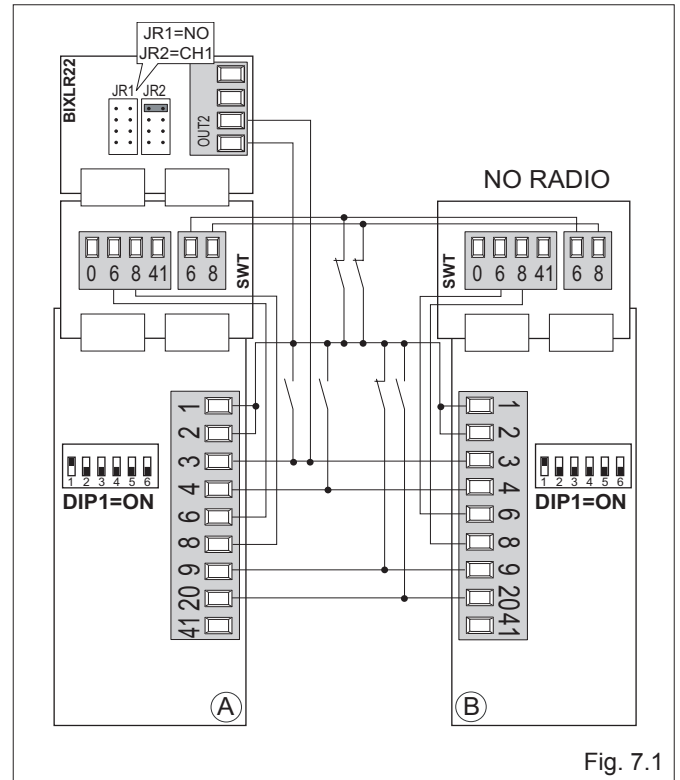 JR1=NO
JR2=CH1
BIXLR22
JR1 JR2
OUT2
NO RADIO
0 6 8 41 6 8
SWT
SWT
0 6 8 41 6 8
1
2
3
4
6
8
9
20
41
1
2
3
4
6
8
9
20
41
1 2 3 4 5 6
DIP1=ON
1 2 3 4 5 6
DIP1=ON
A
B
Fig. 7.1